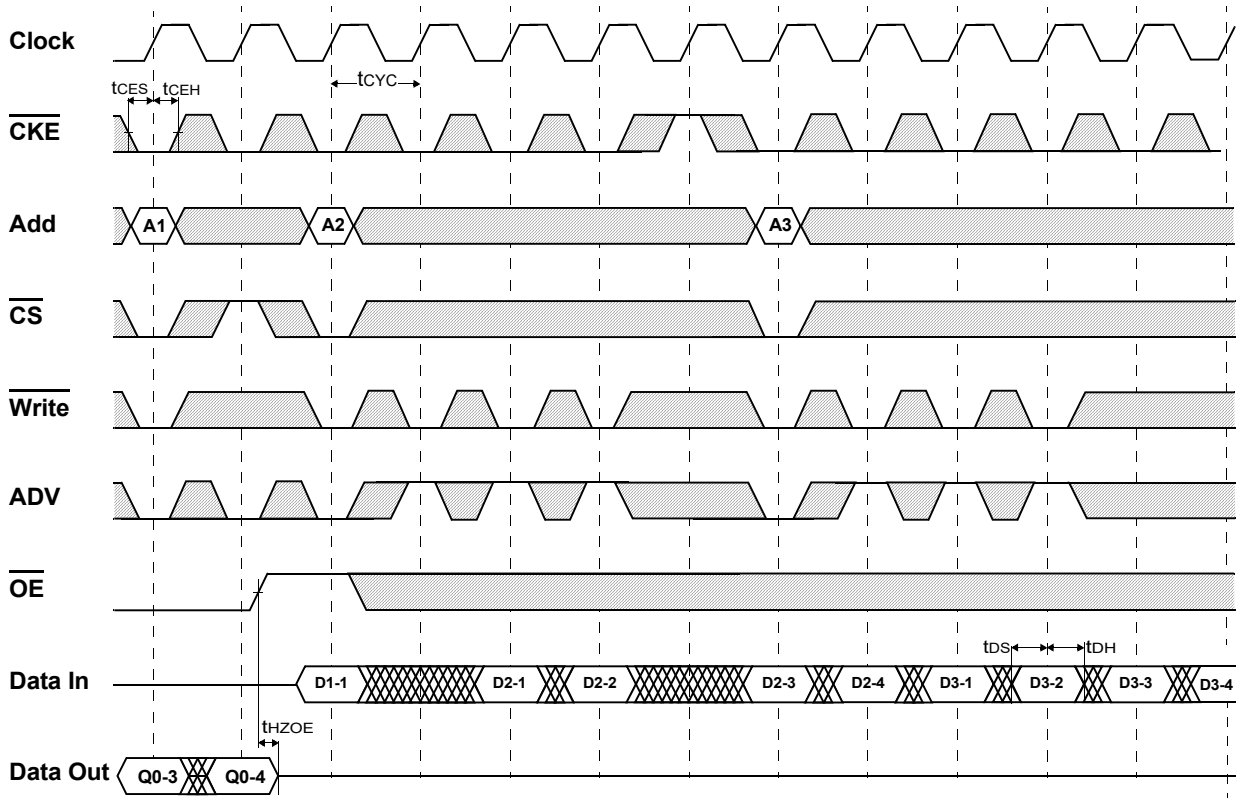 Clock
tCES
tCEH
tCYC
CKE
Add
A1
A2
A3
CS
Write
ADV
OE
tDS
tDH
Data In
D1-1
D2-1
D2-2
D2-3
D2-4
D3-1
D3-2
D3-3
D3-4
tHZOE
Data Out
Q0-3
Q0-4